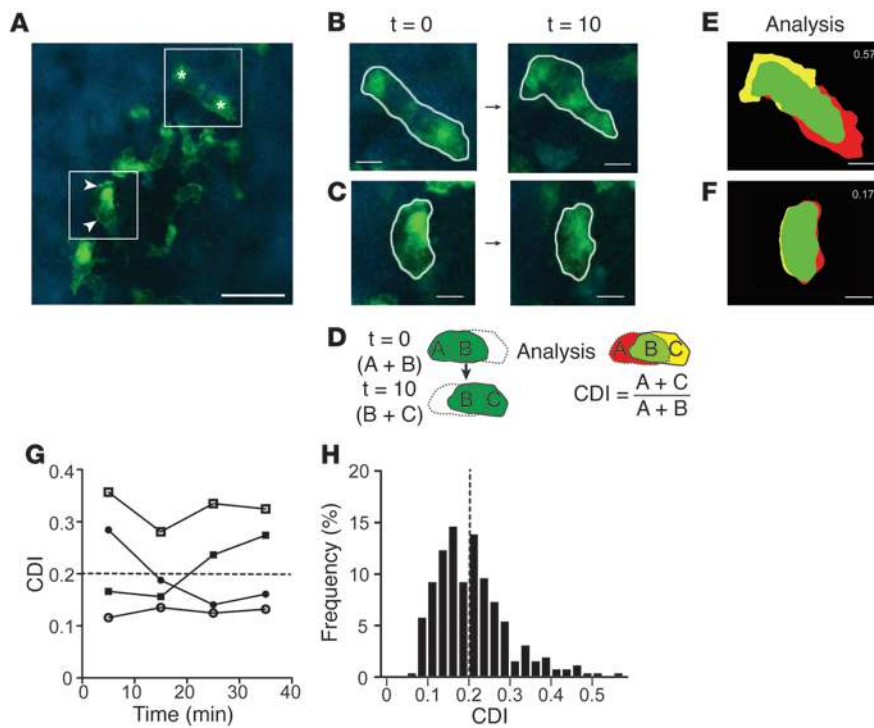 A
B
t = 0
t = 10
E
Analysis
0.57
* *
C
F
0.17
D
t = 0
(A + B)
A B
Analysis
A B C
t = 10
(B + C)
B C
CDI = A + C
A + B
G
CDI
0.4
0.3
0.2
0.1
0
0 10 20 30 40
Time (min)
H
Frequency (%)
20
15
10
5
0
0 0.1 0.2 0.3 0.4 0.5
CDI